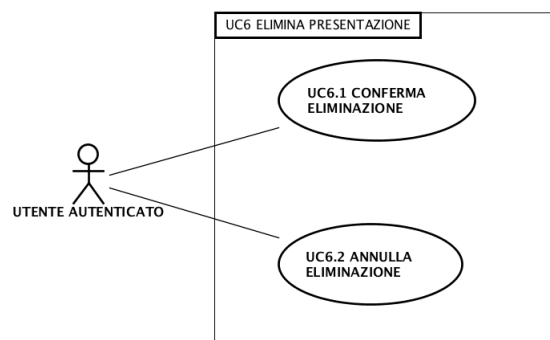 UC6 ELIMINA PRESENTAZIONE
UC6.1 CONFERMA
ELIMINAZIONE
UTENTE AUTENTICATO
UC6.2 ANNULLA
ELIMINAZIONE